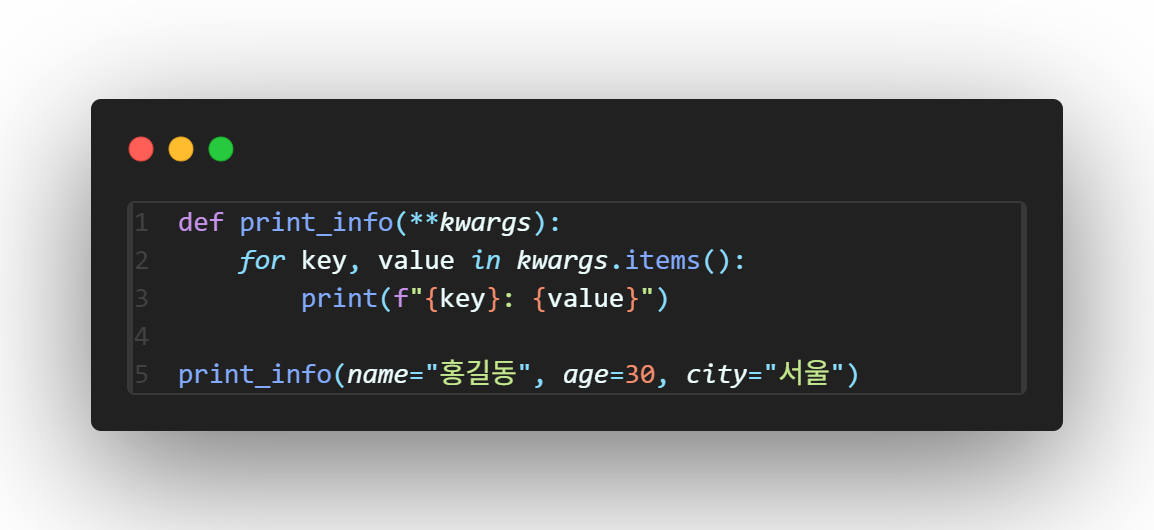 1 def print_info(**kwargs):
2     for key, value in kwargs.items():
3         print(f"{key}: {value}")
4
5 print_info(name="홍길동", age=30, city="서울")